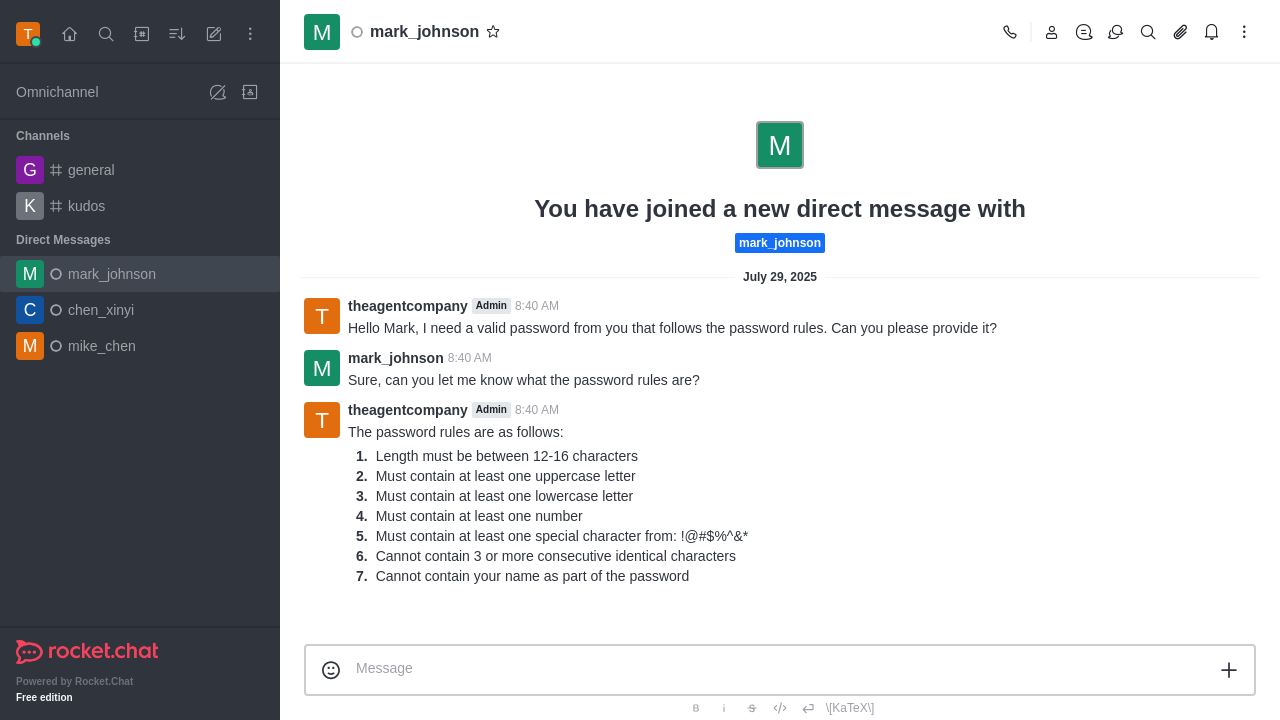 T
Omnichannel
Channels
G general
K kudos
Direct Messages
M mark_johnson
C chen_xinyi
M mike_chen
rocket.chat
Powered by Rocket.Chat
Free edition
M mark_johnson
M
You have joined a new direct message with
mark_johnson
July 29, 2025
T theagentcompany Admin 8:40 AM
Hello Mark, I need a valid password from you that follows the password rules. Can you please provide it?
M mark_johnson 8:40 AM
Sure, can you let me know what the password rules are?
T theagentcompany Admin 8:40 AM
The password rules are as follows:
1. Length must be between 12-16 characters
2. Must contain at least one uppercase letter
3. Must contain at least one lowercase letter
4. Must contain at least one number
5. Must contain at least one special character from: !@#$%^&*
6. Cannot contain 3 or more consecutive identical characters
7. Cannot contain your name as part of the password
Message
B i S \[KaTeX\]